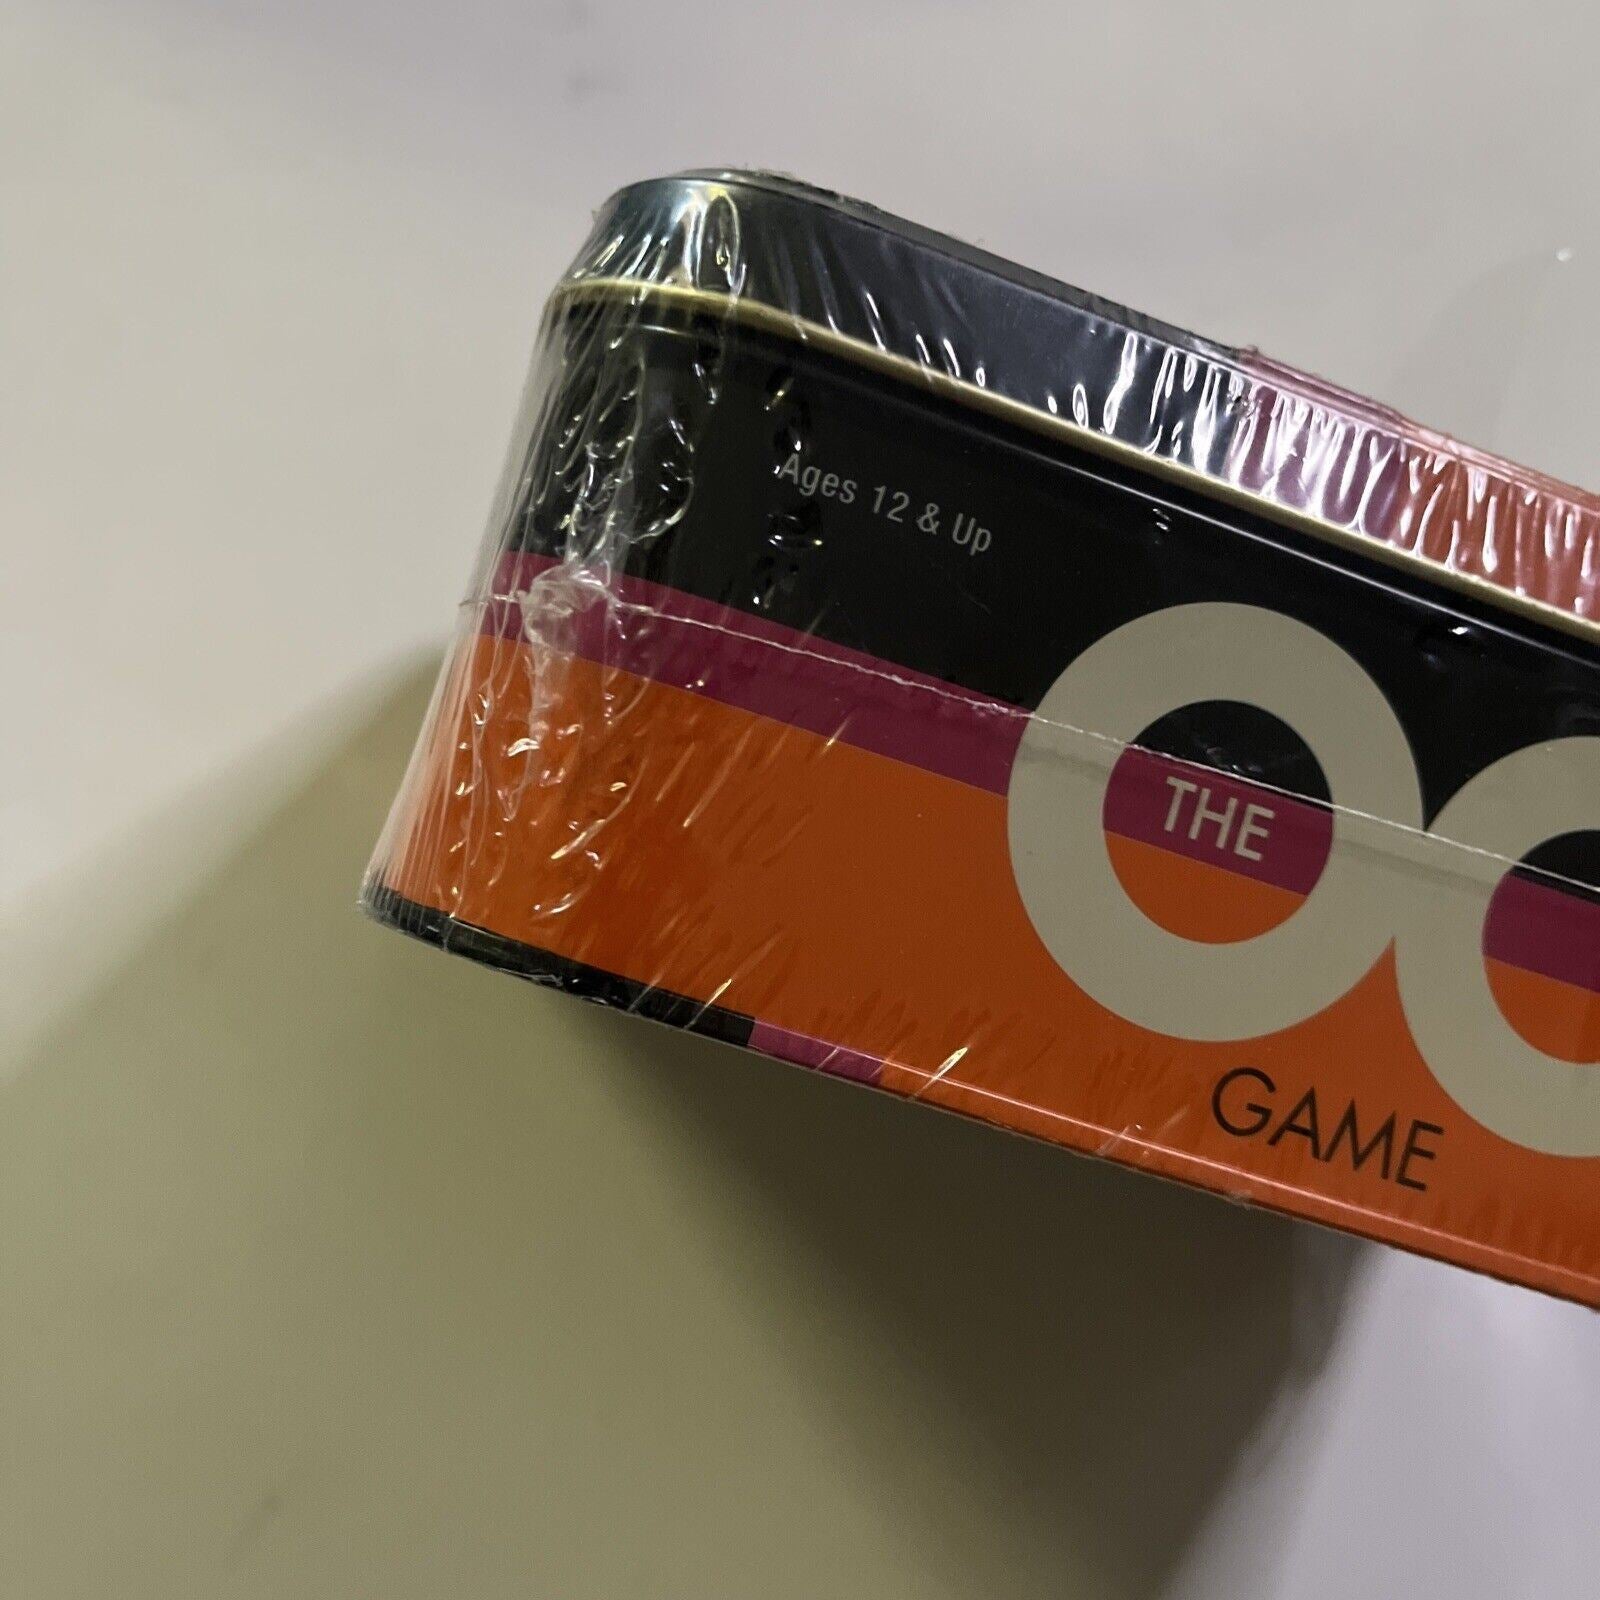 Ages 12 & Up
THE
GAME